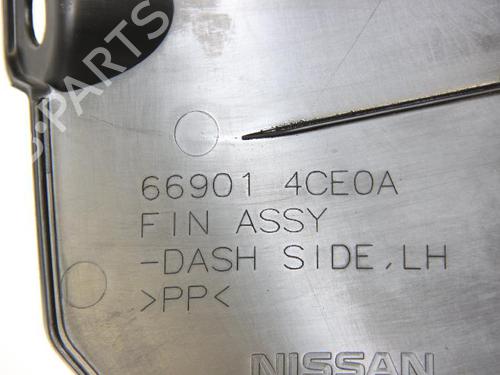 B-PARTS
66901 4CE0A
FIN ASSY
-DASH SIDE, LH
>PP<
NISSAN